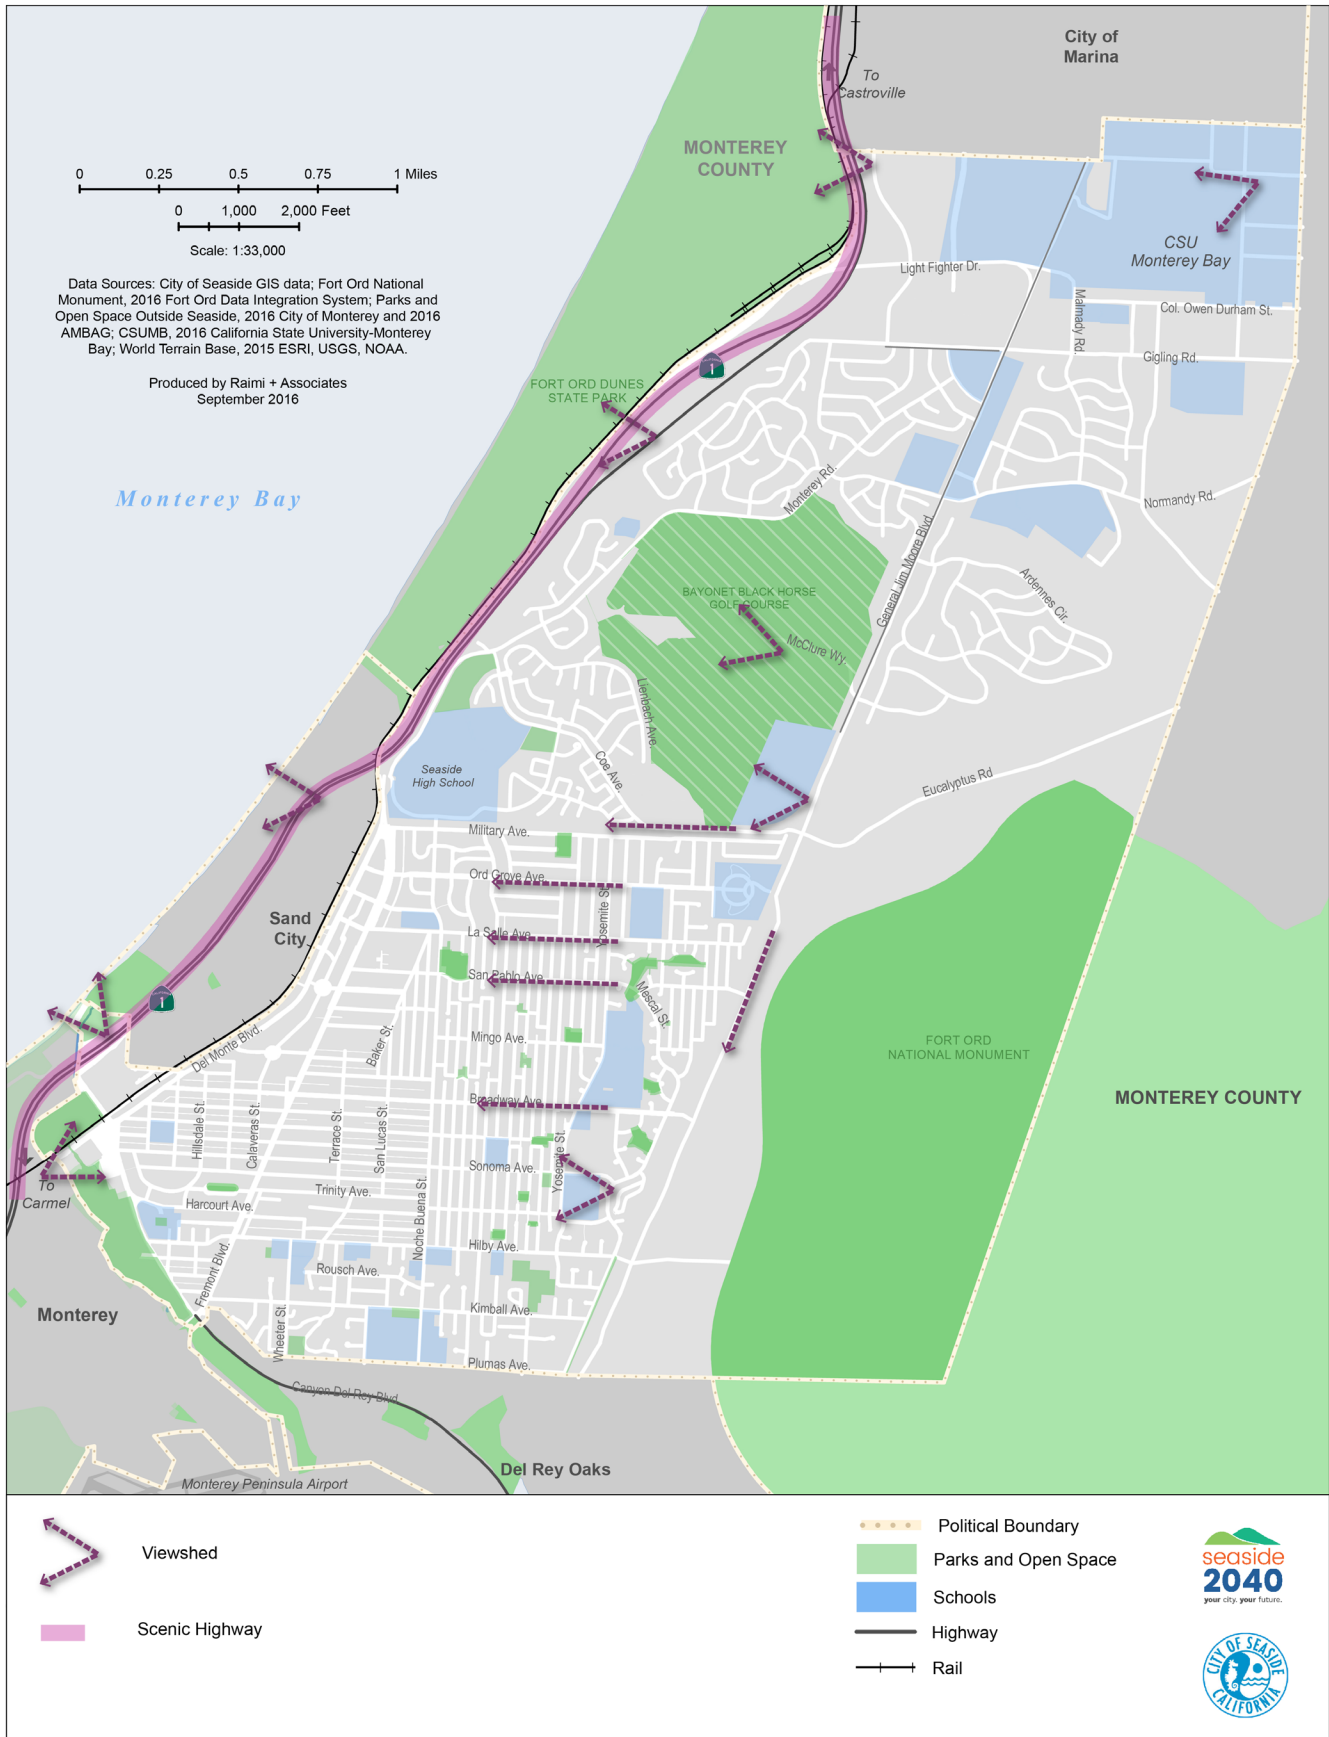 City of
Marina
To
Castroville
MONTEREY
COUNTY
0 0.25 0.5 0.75 1 Miles
0 1,000 2,000 Feet
Scale: 1:33,000
Data Sources: City of Seaside GIS data; Fort Ord National
Monument, 2016 Fort Ord Data Integration System; Parks and
Open Space Outside Seaside, 2016 City of Monterey and 2016
AMBAG; CSUMB, 2016 California State University-Monterey
Bay; World Terrain Base, 2015 ESRI, USGS, NOAA.
Produced by Raimi + Associates
September 2016
CSU
Monterey Bay
Light Fighter Dr.
Malmady Rd.
Col. Owen Durham St.
Gigling Rd.
1
FORT ORD DUNES
STATE PARK
Monterey Bay
Monterey Rd.
Normandy Rd.
General Jim Moore Blvd
Ardennes Cir.
BAYONET BLACK HORSE
GOLF COURSE
McClure Wy.
Lienbach Ave.
Coe Ave.
Seaside
High School
Eucalyptus Rd
Military Ave.
Ord Grove Ave.
Yosemite St.
La Salle Ave.
San Pablo Ave.
Mescal St.
Sand
City
1
Del Monte Blvd.
Baker St.
Mingo Ave.
FORT ORD
NATIONAL MONUMENT
MONTEREY COUNTY
Broadway Ave.
Hillsdale St.
Calaveras St.
Terrace St.
San Lucas St.
Yosemite St.
Sonoma Ave.
To
Carmel
Trinity Ave.
Harcourt Ave.
Noche Buena St.
Hilby Ave.
Fremont Blvd.
Rousch Ave.
Monterey
Kimball Ave.
Wheeler St.
Plumas Ave.
Canyon Del Rey Blvd
Del Rey Oaks
Monterey Peninsula Airport
Viewshed
Scenic Highway
Political Boundary
Parks and Open Space
Schools
Highway
Rail
seaside
2040
your city. your future.
CITY OF SEASIDE
CALIFORNIA